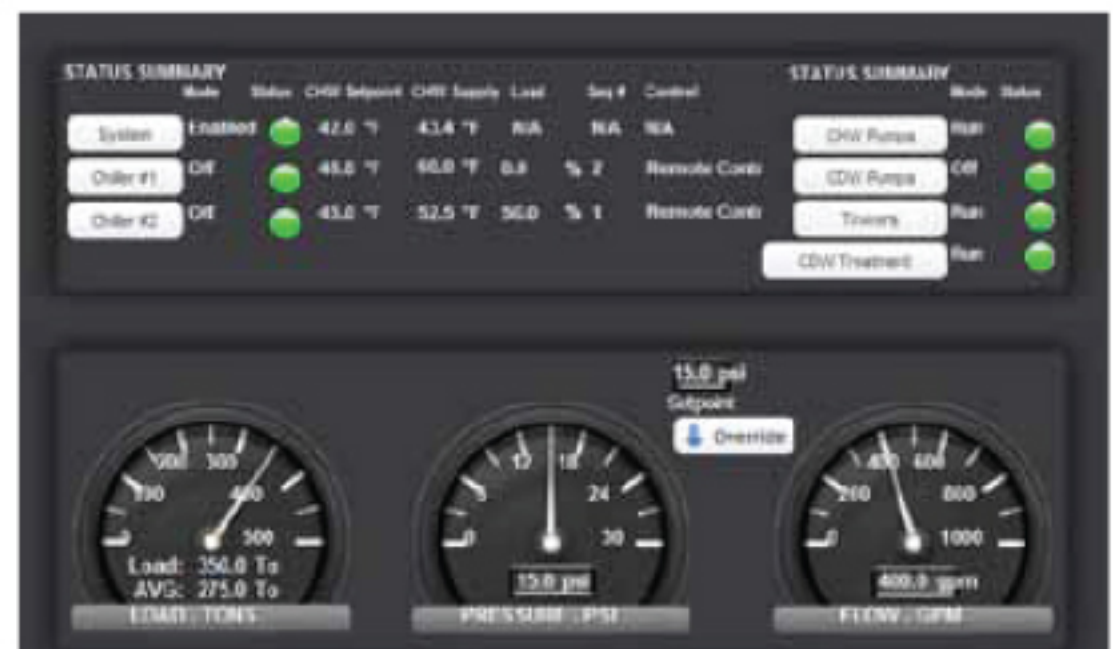 STATUS SUMMARY
Mode Status CHW Setpoint CHW Supply Load Seq # Control
System Enabled 42.0 °F 43.4 °F N/A N/A N/A
Chiller #1 Off 45.0 °F 60.0 °F 0.0 % 2 Remote Contr
Chiller #2 Off 45.0 °F 52.5 °F 50.0 % 1 Remote Contr
STATUS SUMMARY
Mode Status
CHW Pumps Run
CDW Pumps Off
Towers Run
CDW Treatment Run
0 100 200 300 400 500
Load: 350.0 To
AVG: 275.0 To
LOAD - TONS
15.0 psi
Setpoint
Override
0 6 12 18 24 30
15.0 psi
PRESSURE - PSI
0 200 400 600 800 1000
400.0 gpm
FLOW - GPM